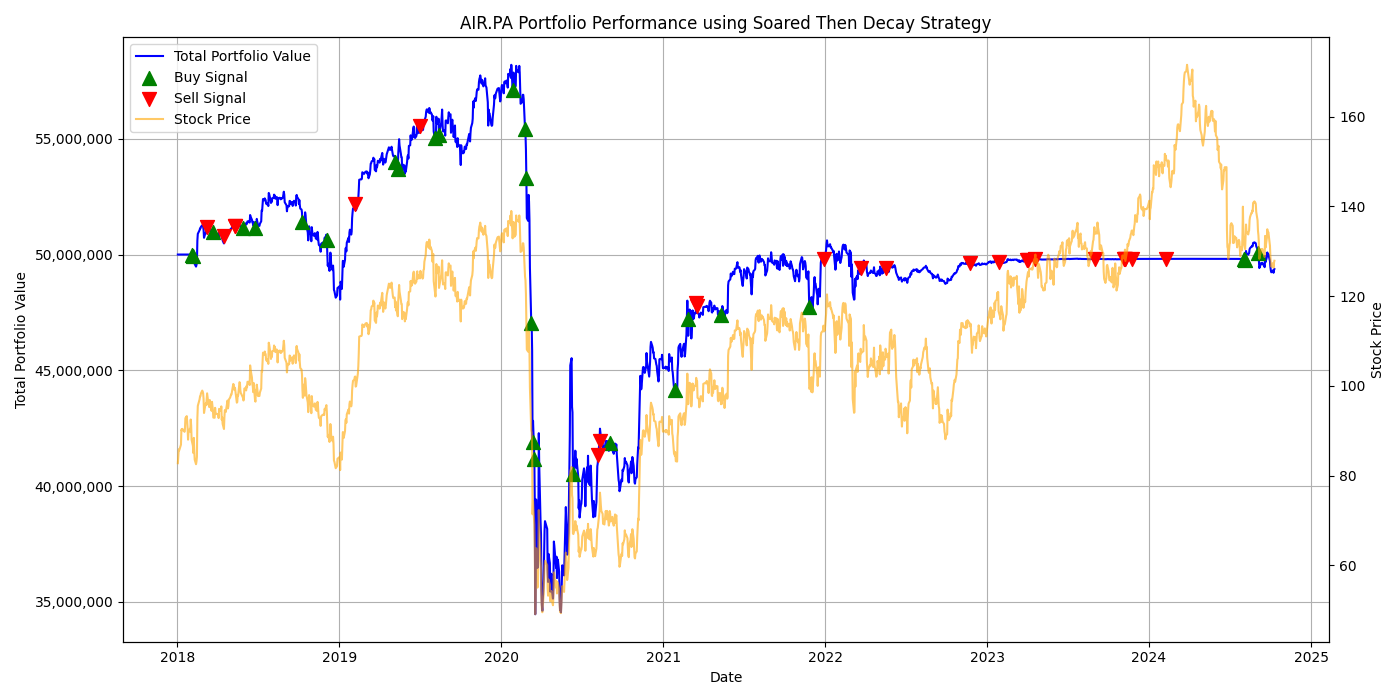 AIR.PA Portfolio Performance using Soared Then Decay Strategy
Total Portfolio Value
Buy Signal
Sell Signal
Stock Price
55,000,000
50,000,000
45,000,000
40,000,000
35,000,000
Total Portfolio Value
160
140
120
100
80
60
Stock Price
2018
2019
2020
2021
2022
2023
2024
2025
Date